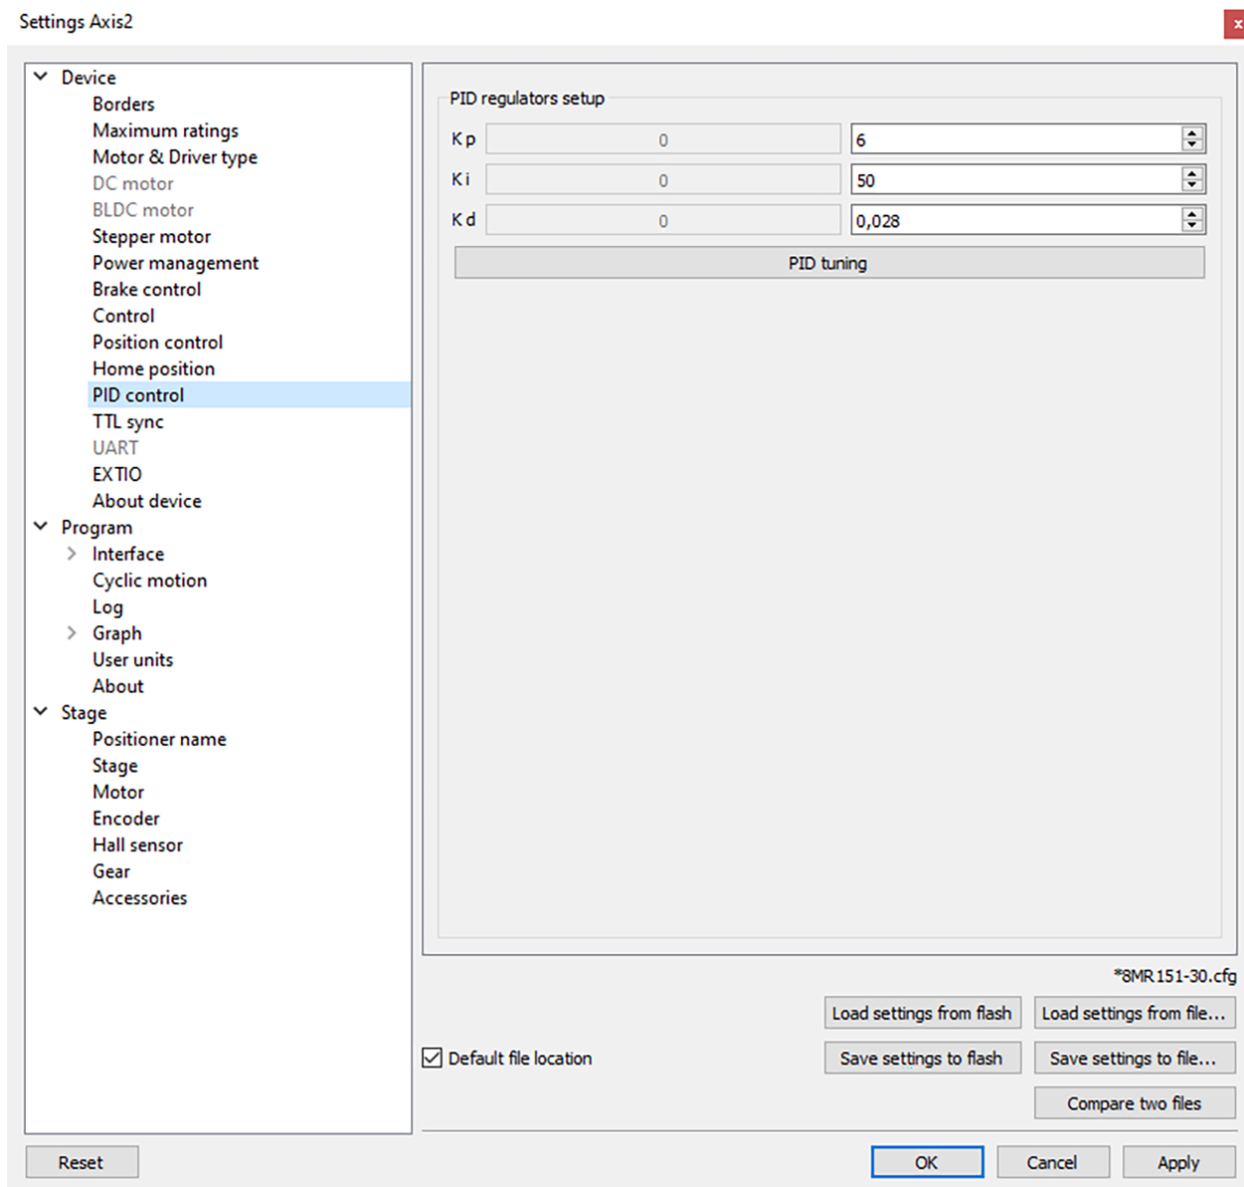 Settings Axis2
x
Device
Borders
Maximum ratings
Motor & Driver type
DC motor
BLDC motor
Stepper motor
Power management
Brake control
Control
Position control
Home position
PID control
TTL sync
UART
EXTIO
About device
Program
Interface
Cyclic motion
Log
Graph
User units
About
Stage
Positioner name
Stage
Motor
Encoder
Hall sensor
Gear
Accessories
PID regulators setup
Kp 0 6
Ki 0 50
Kd 0 0,028
PID tuning
*8MR151-30.cfg
Load settings from flash Load settings from file...
Default file location Save settings to flash Save settings to file...
Compare two files
Reset OK Cancel Apply